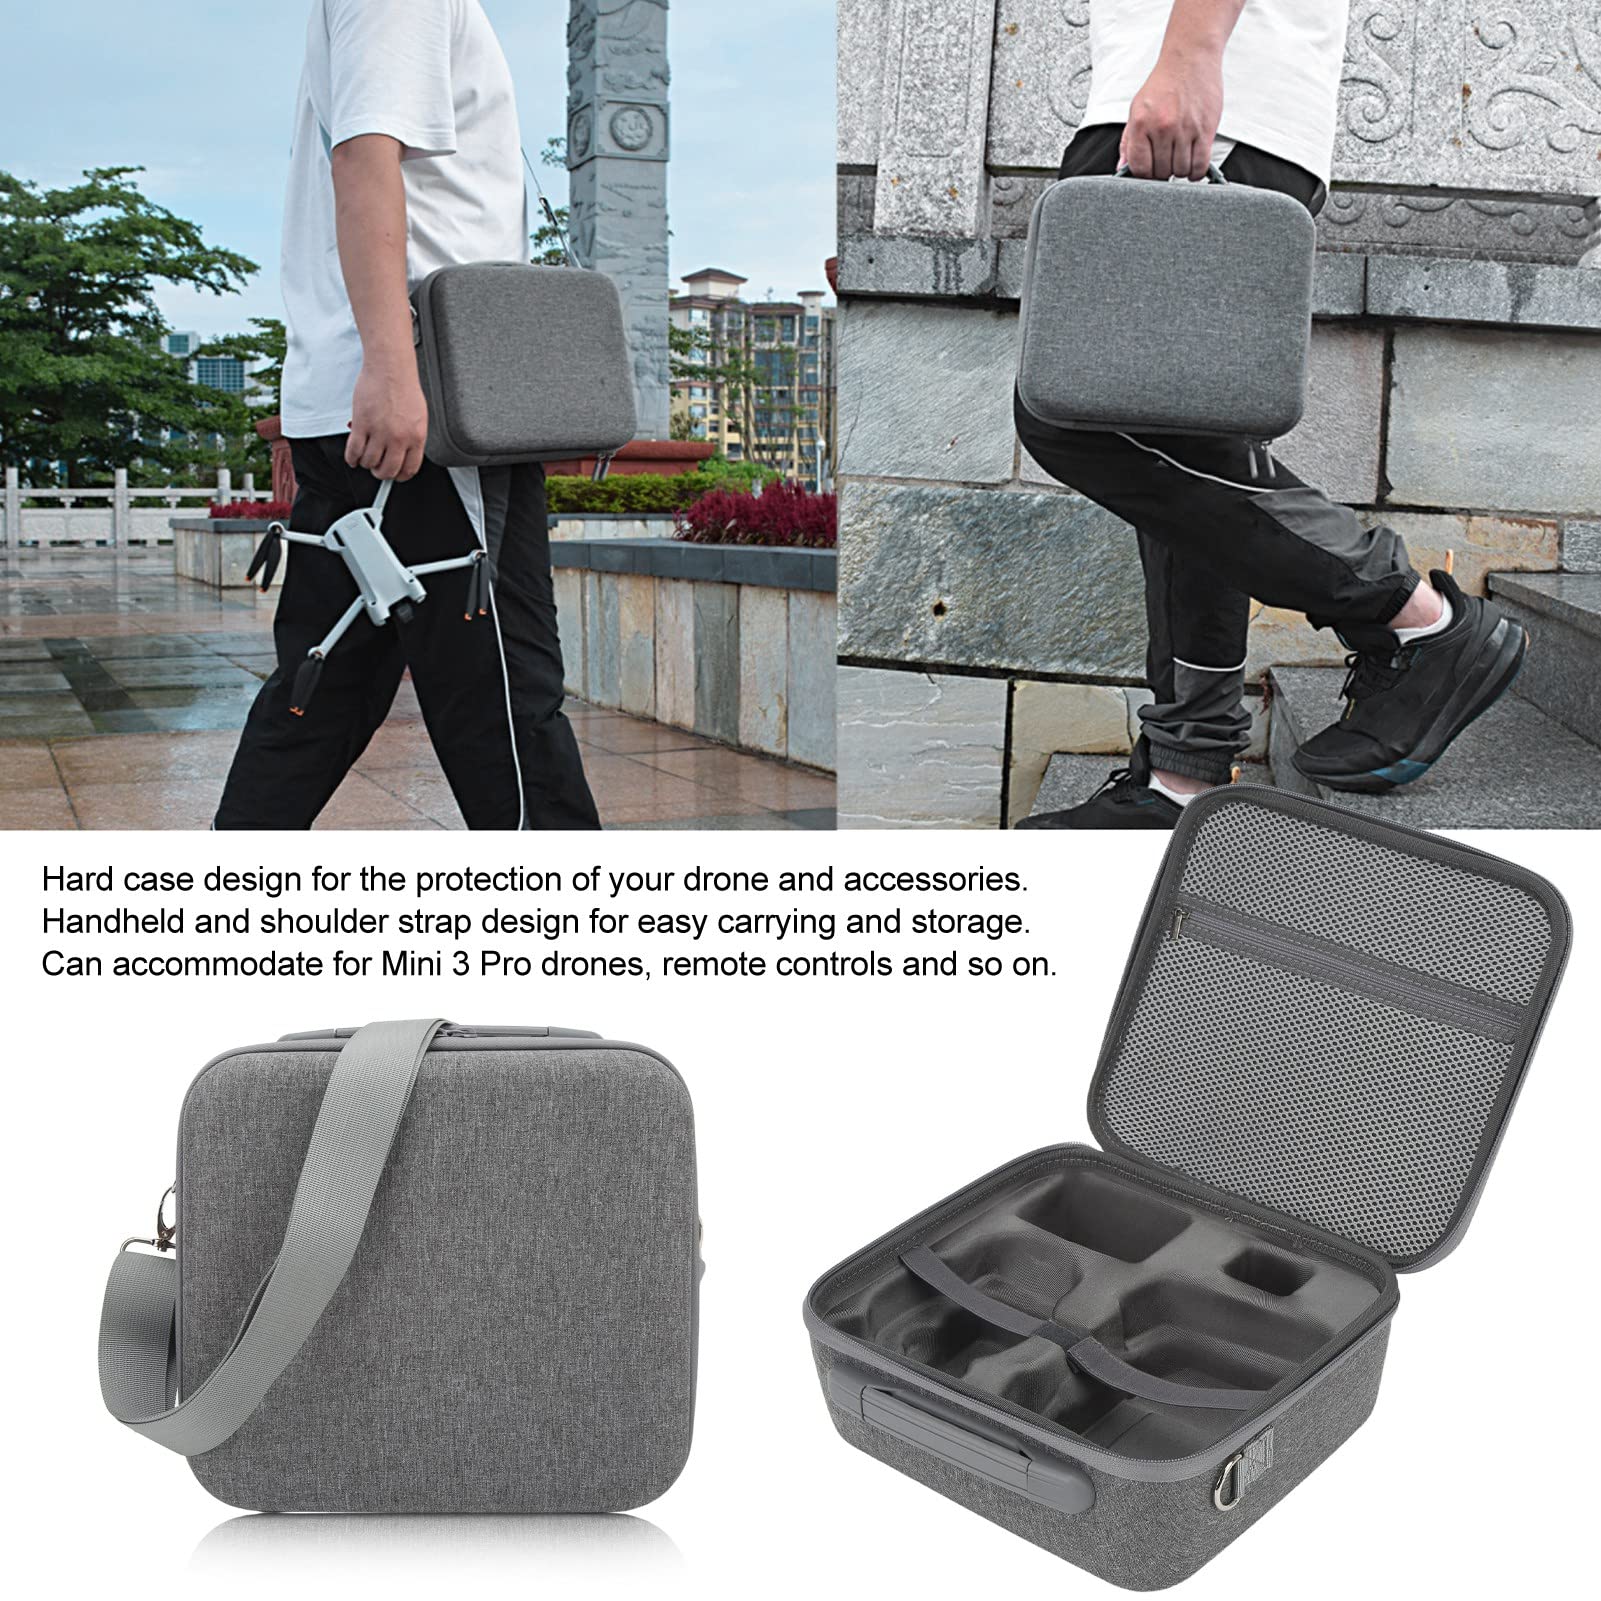 Hard case design for the protection of your drone and accessories.
Handheld and shoulder strap design for easy carrying and storage.
Can accommodate for Mini 3 Pro drones, remote controls and so on.